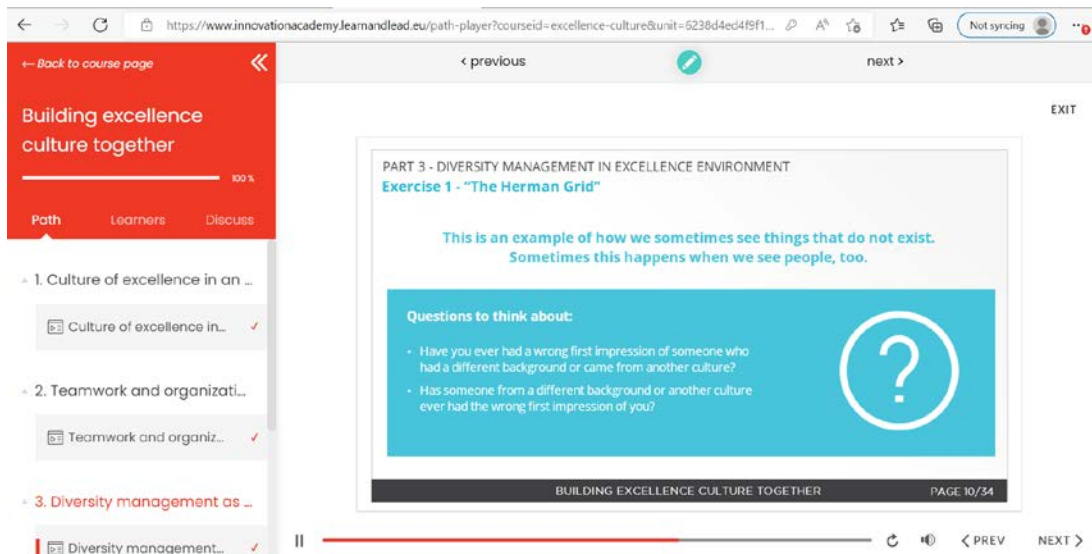 https://www.innovationacademy.learnandlead.eu/path-player?courseid=excellence-culture&unit=6238d4ed4f9f1...
Not syncing
← Back to course page
< previous
next >
EXIT
Building excellence
culture together
100 %
Path Learners Discuss
1. Culture of excellence in an ...
Culture of excellence in...
2. Teamwork and organizati...
Teamwork and organiz...
3. Diversity management as ...
Diversity management...
PART 3 - DIVERSITY MANAGEMENT IN EXCELLENCE ENVIRONMENT
Exercise 1 - "The Herman Grid"
This is an example of how we sometimes see things that do not exist.
Sometimes this happens when we see people, too.
Questions to think about:
• Have you ever had a wrong first impression of someone who
had a different background or came from another culture?
• Has someone from a different background or another culture
ever had the wrong first impression of you?
?
BUILDING EXCELLENCE CULTURE TOGETHER PAGE 10/34
< PREV NEXT >